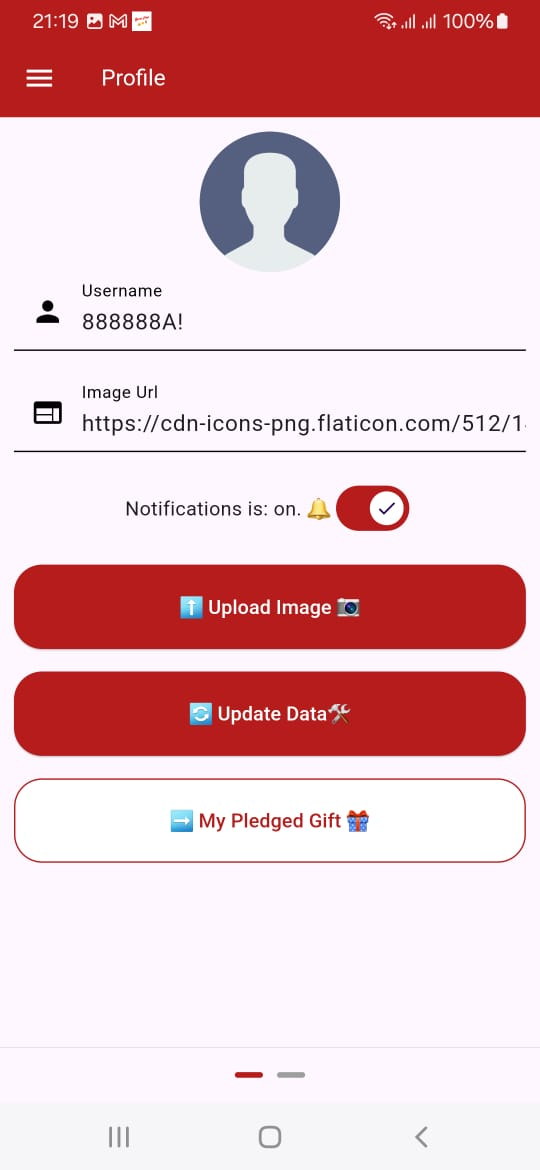 21:19 100%
Profile
Username
888888A!
Image Url
https://cdn-icons-png.flaticon.com/512/1
Notifications is: on. 🔔
⬆️ Upload Image 📷
🔄 Update Data🛠️
➡️ My Pledged Gift 🎁